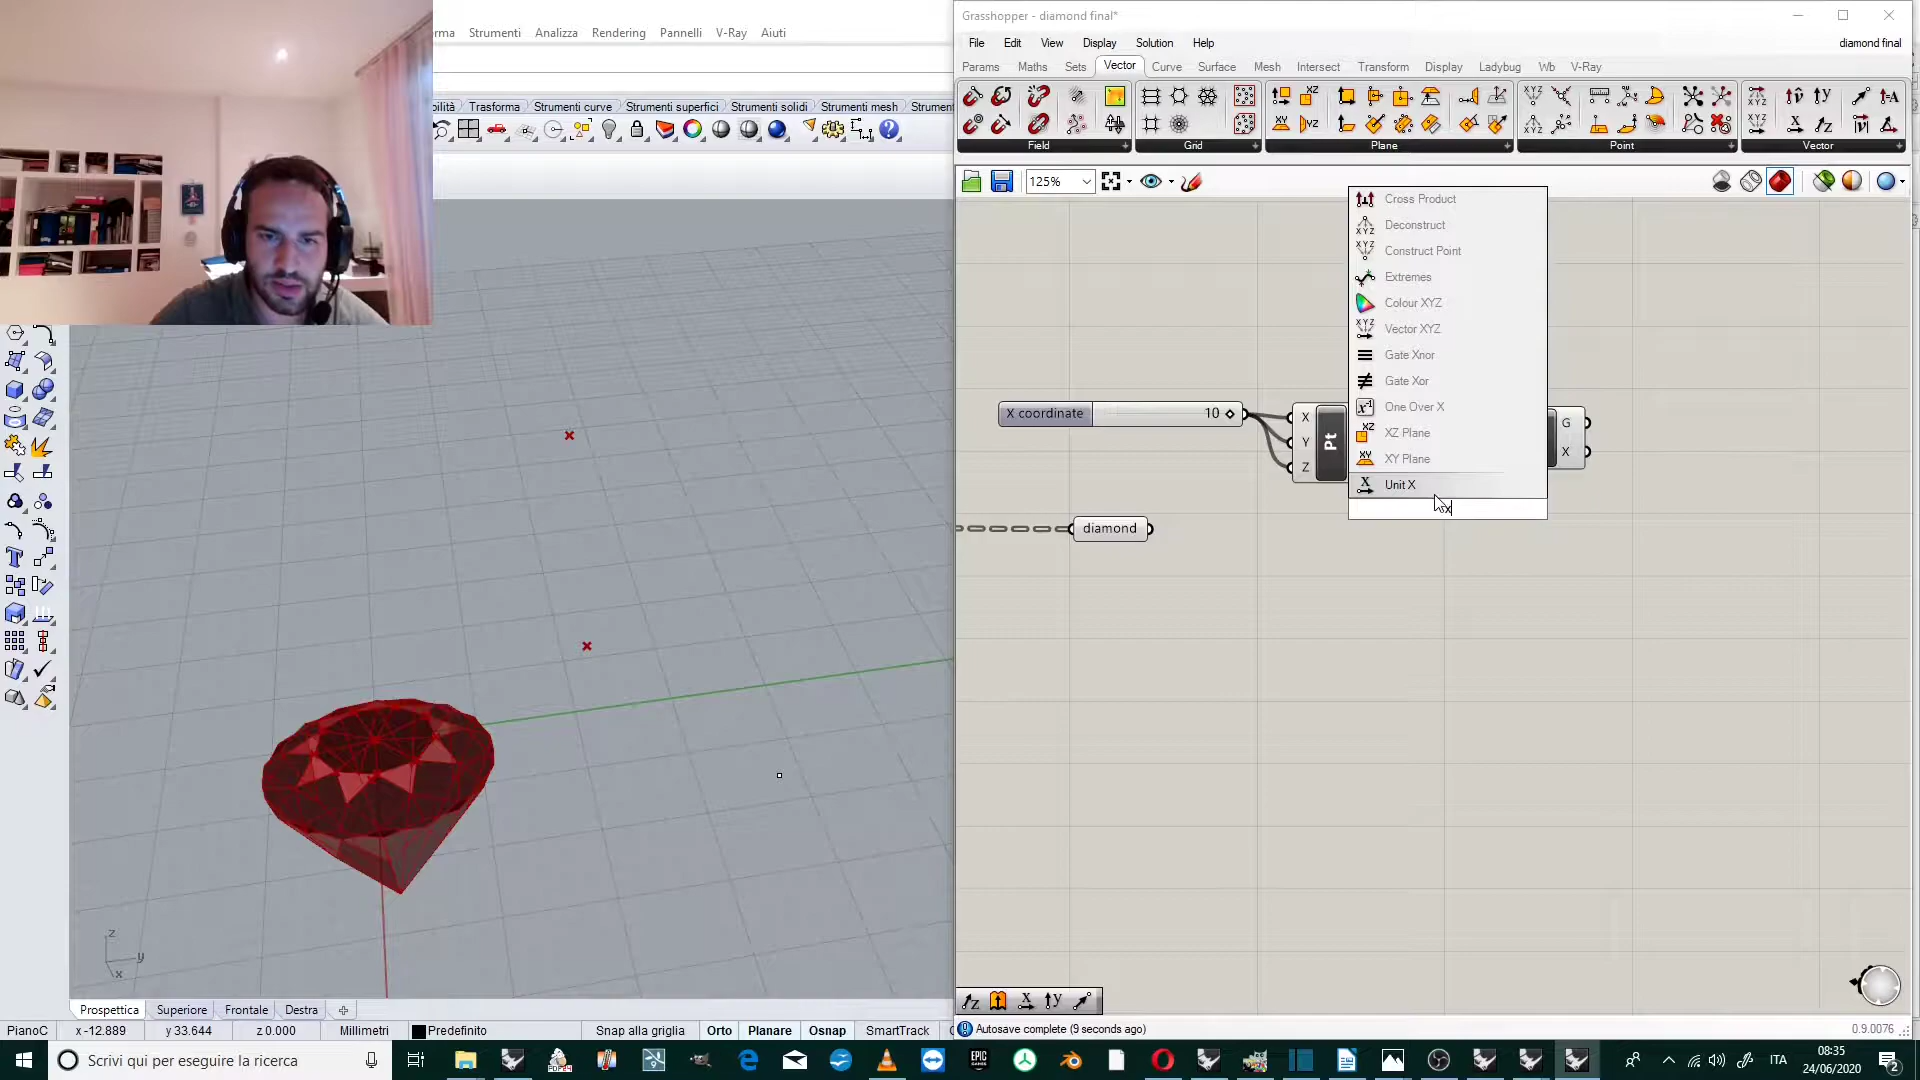 Grasshopper - diamond final*
rma Strumenti Analizza Rendering Pannelli V-Ray Aiuti
File Edit View Display Solution Help
diamond final
Params Maths Sets Vector Curve Surface Mesh Intersect Transform Display Ladybug Wb V-Ray
bilità Trasforma Strumenti curve Strumenti superfici Strumenti solidi Strumenti mesh Strumen
Field Grid Plane Point Vector
125%
Cross Product
Deconstruct
Construct Point
Extremes
Colour XYZ
Vector XYZ
Gate Xnor
Gate Xor
One Over X
XZ Plane
XY Plane
Unit X
x
X coordinate 10
X
Y
Z
Pt
G
X
diamond
z
y
x
Prospettica Superiore Frontale Destra
PianoC x -12.889 y 33.644 z 0.000 Millimetri Predefinito Snap alla griglia Orto Planare Osnap SmartTrack
Autosave complete (9 seconds ago)
0.9.0076
Scrivi qui per eseguire la ricerca
EPIC GAMES
ITA
08:35
24/06/2020
2